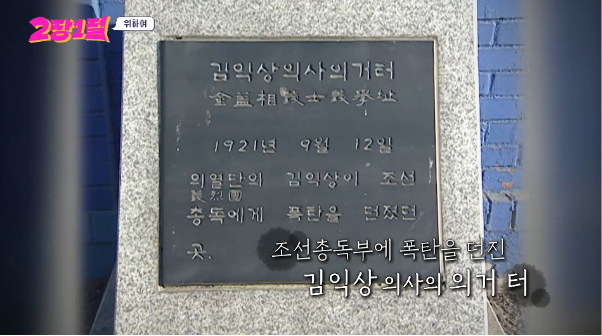 2장1절
위하여
김익상의사의거터
金益相義士義擧址
1921년 9월 12일
의열단의 김익상이 조선
義烈團
총독에게 폭탄을 던졌던
곳.
조선총독부에 폭탄을 던진
김익상 의사의 의거 터